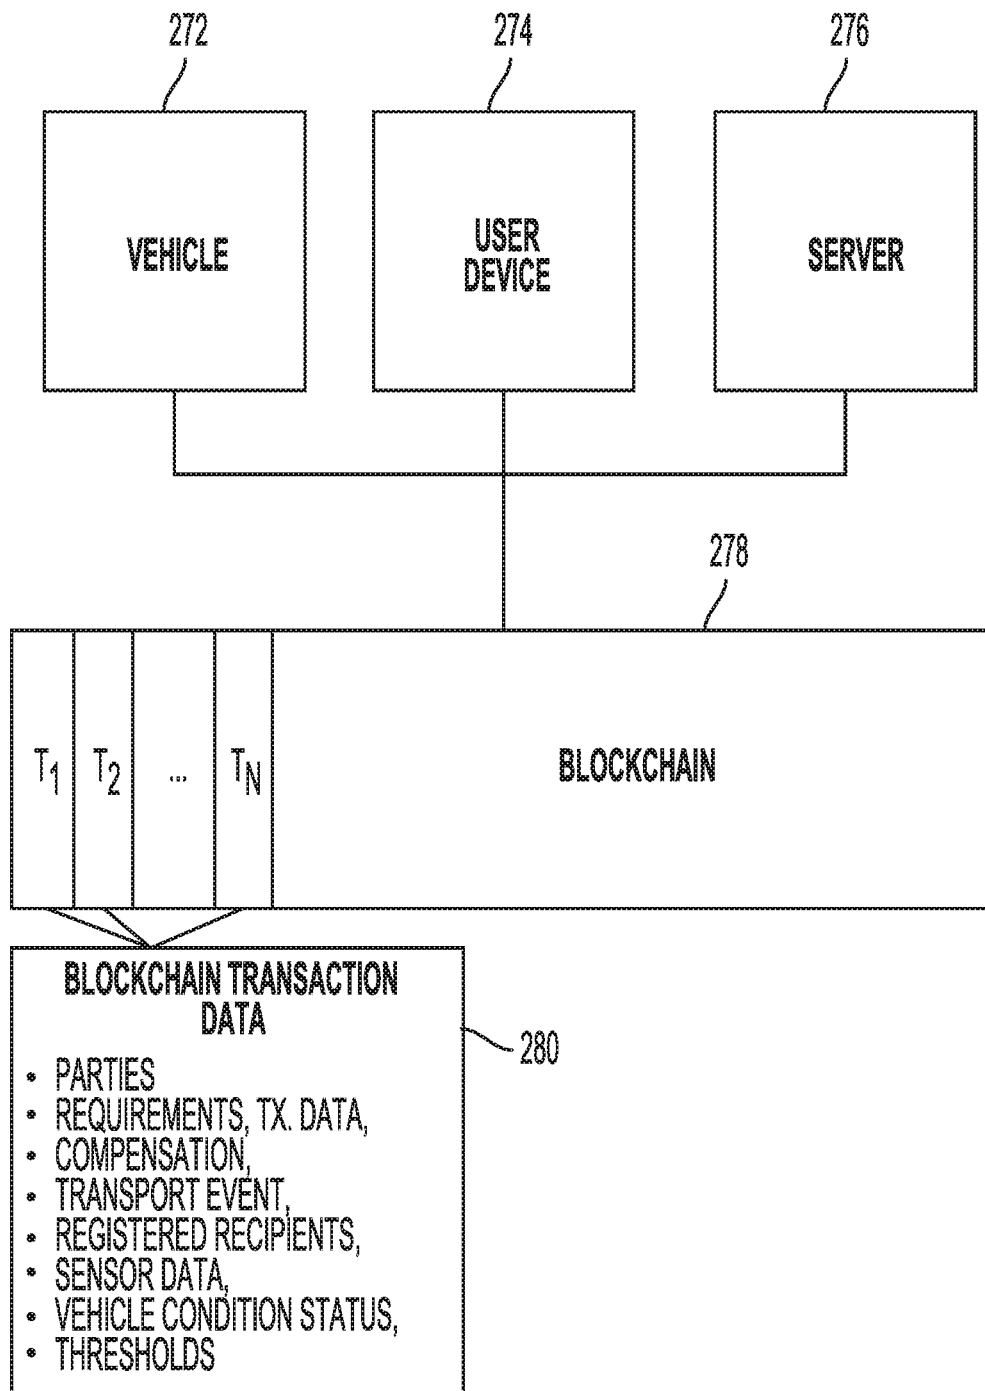 272
274
276
VEHICLE
USER
DEVICE
SERVER
278
T1
T2
...
TN
BLOCKCHAIN
BLOCKCHAIN TRANSACTION
DATA
280
• PARTIES
• REQUIREMENTS, TX. DATA,
• COMPENSATION,
• TRANSPORT EVENT,
• REGISTERED RECIPIENTS,
• SENSOR DATA,
• VEHICLE CONDITION STATUS,
• THRESHOLDS